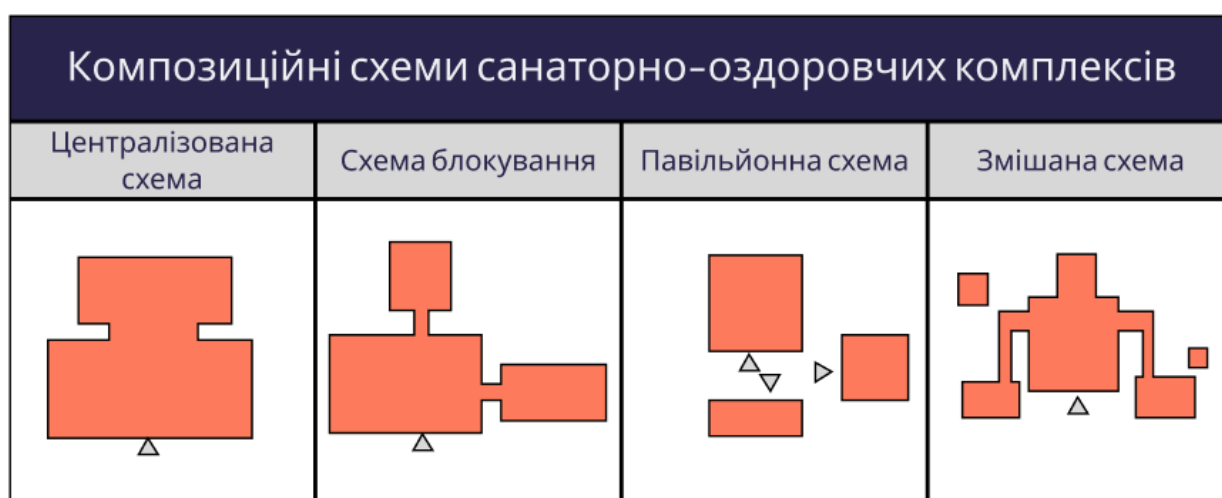 Композиційні схеми санаторно-оздоровчих комплексів
Централізована
схема
Схема блокування
Павільйонна схема
Змішана схема